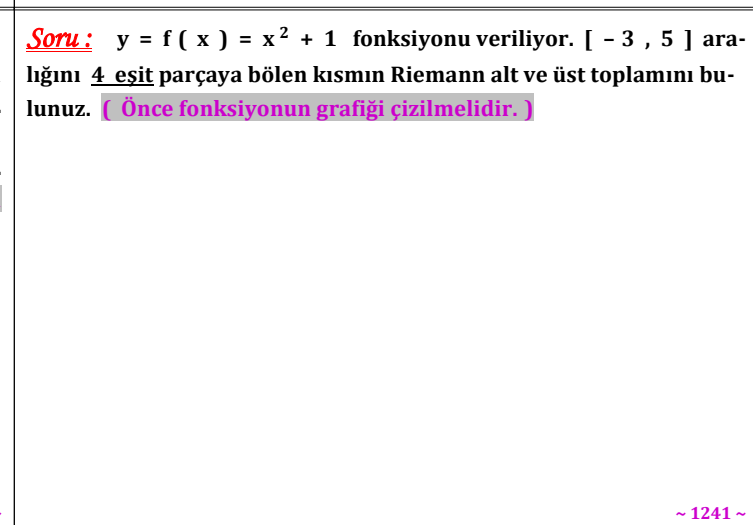 Soru : y = f ( x ) = x² + 1 fonksiyonu veriliyor. [ – 3 , 5 ] ara-
lığını 4 eşit parçaya bölen kısmın Riemann alt ve üst toplamını bu-
lunuz. ( Önce fonksiyonun grafiği çizilmelidir. )
~ 1241 ~